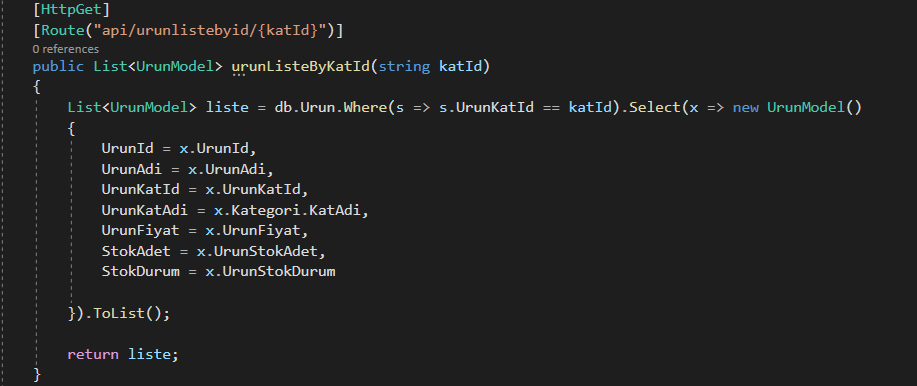 [HttpGet]
[Route("api/urunlistebyid/{katId}")]
0 references
public List<UrunModel> urunListeByKatId(string katId)
{
List<UrunModel> liste = db.Urun.Where(s => s.UrunKatId == katId).Select(x => new UrunModel()
{
UrunId = x.UrunId,
UrunAdi = x.UrunAdi,
UrunKatId = x.UrunKatId,
UrunKatAdi = x.Kategori.KatAdi,
UrunFiyat = x.UrunFiyat,
StokAdet = x.UrunStokAdet,
StokDurum = x.UrunStokDurum
}).ToList();
return liste;
}